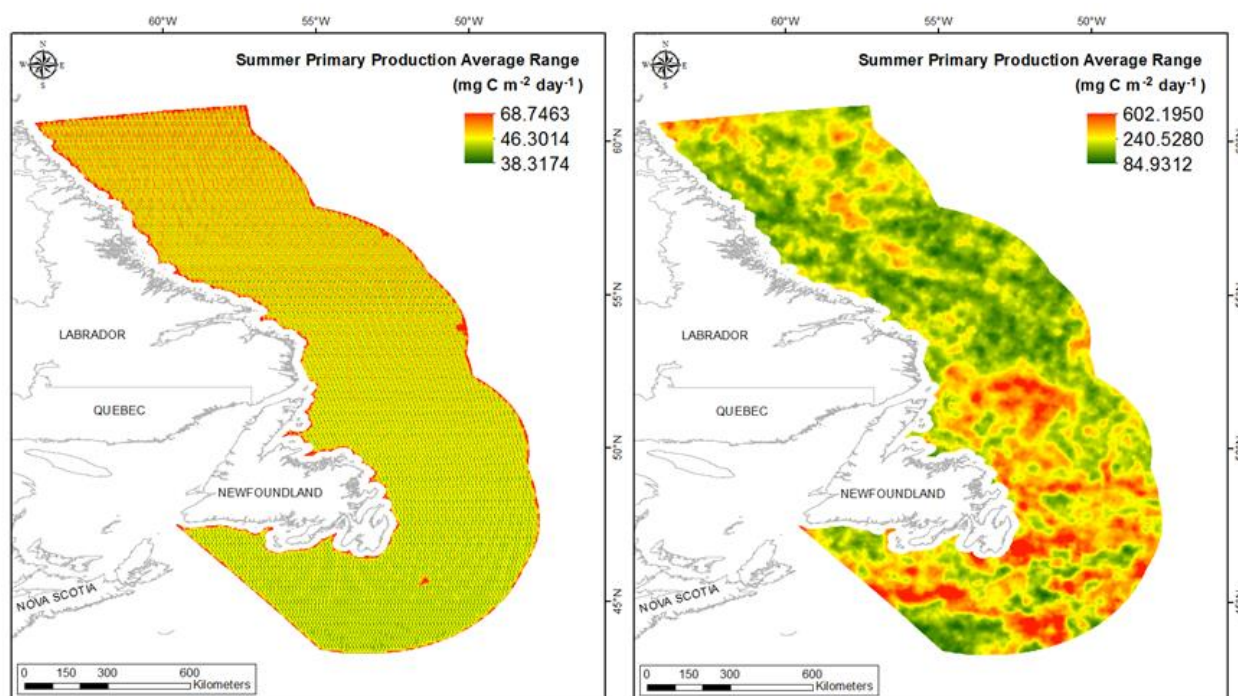 60°W 55°W 50°W
N
W E
S
Summer Primary Production Average Range
(mg C m⁻² day⁻¹)
68.7463
46.3014
38.3174
60°N
55°N
50°N
45°N
LABRADOR
QUEBEC
NEWFOUNDLAND
NOVA SCOTIA
0 150 300 600
Kilometers
60°W 55°W 50°W
N
W E
S
Summer Primary Production Average Range
(mg C m⁻² day⁻¹)
602.1950
240.5280
84.9312
LABRADOR
QUEBEC
NEWFOUNDLAND
NOVA SCOTIA
0 150 300 600
Kilometers